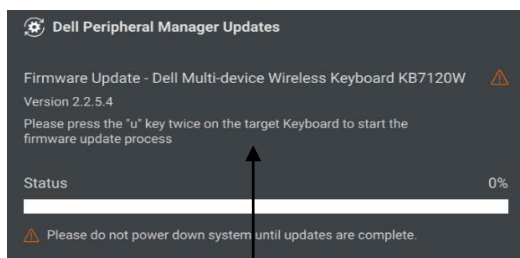 Dell Peripheral Manager Updates
Firmware Update - Dell Multi-device Wireless Keyboard KB7120W
Version 2.2.5.4
Please press the "u" key twice on the target Keyboard to start the
firmware update process
Status 0%
Please do not power down system until updates are complete.